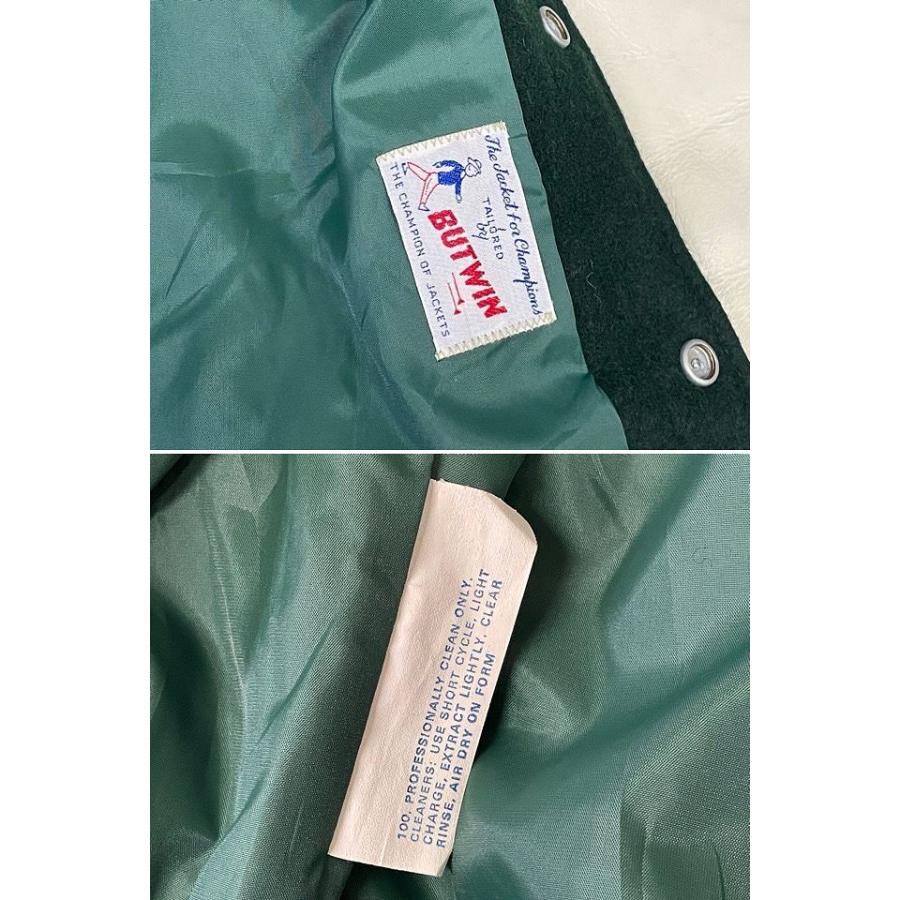 The Jacket for Champions
TAILORED
by
BUTWIN
THE CHAMPION OF JACKETS
100, PROFESSIONALLY CLEAN ONLY,
CLEANERS; USE SHORT CYCLE, LIGHT
CHARGE, EXTRACT LIGHTLY. CLEAR
RINSE, AIR DRY ON FORM